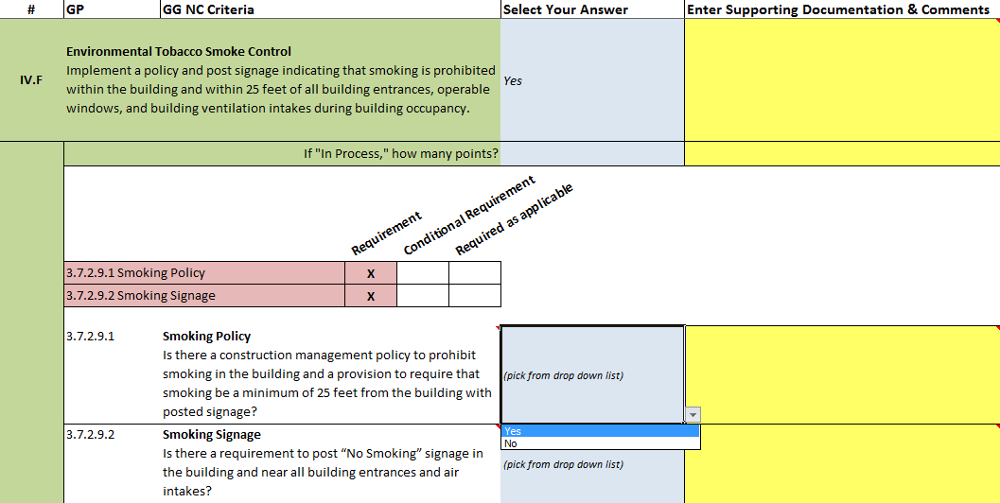 # GP GG NC Criteria Select Your Answer Enter Supporting Documentation & Comments
Environmental Tobacco Smoke Control
Implement a policy and post signage indicating that smoking is prohibited
IV.F within the building and within 25 feet of all building entrances, operable Yes
windows, and building ventilation intakes during building occupancy.
If "In Process," how many points?
Requirement
Conditional Requirement
Required as applicable
3.7.2.9.1 Smoking Policy X
3.7.2.9.2 Smoking Signage X
3.7.2.9.1 Smoking Policy
Is there a construction management policy to prohibit
smoking in the building and a provision to require that
smoking be a minimum of 25 feet from the building with (pick from drop down list)
posted signage?
Yes
No
3.7.2.9.2 Smoking Signage
Is there a requirement to post “No Smoking” signage in
the building and near all building entrances and air (pick from drop down list)
intakes?